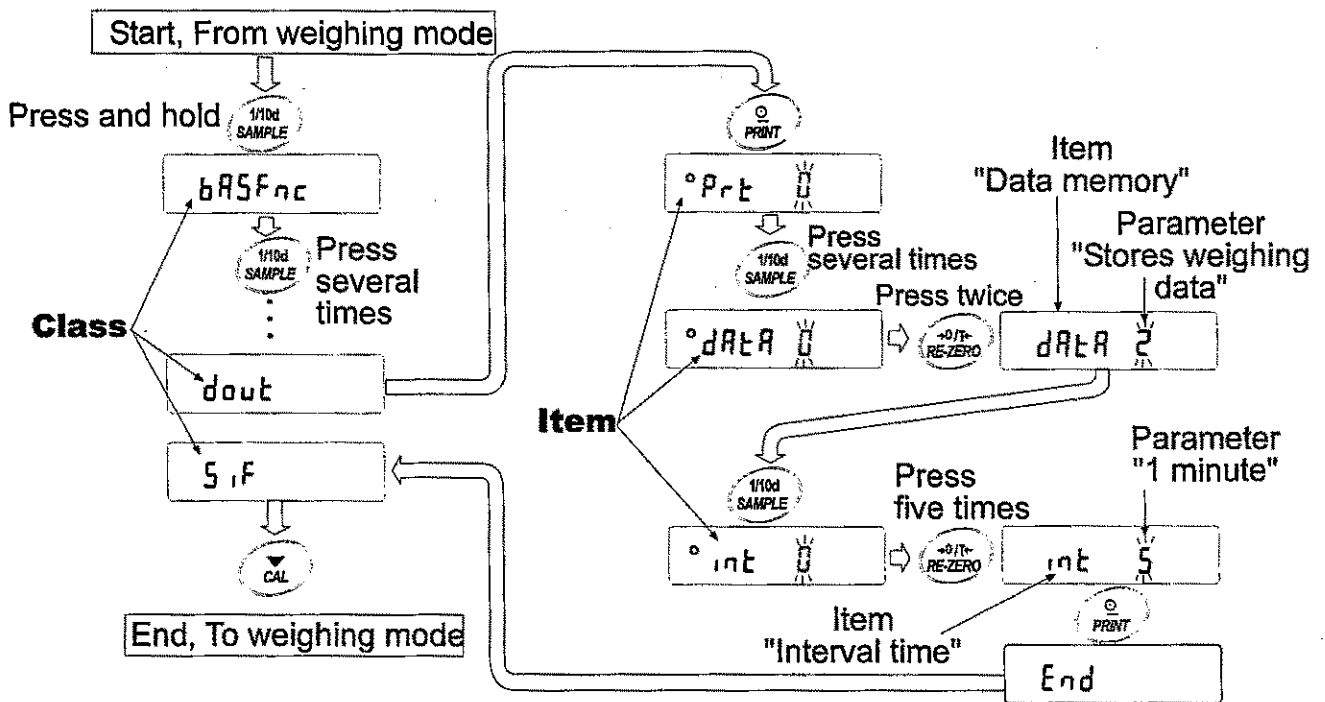 Start, From weighing mode
Press and hold
1/10d
SAMPLE
bASFnc
1/10d
SAMPLE
Press
several
times
Class
dout
S iF
CAL
End, To weighing mode
PRINT
Prt 0
1/10d
SAMPLE
Press
several times
Item
"Data memory"
Parameter
"Stores weighing
data"
Press twice
dAtA 0
→0/T←
RE-ZERO
dAtA 2
Item
1/10d
SAMPLE
Press
five times
Parameter
"1 minute"
int 0
→0/T←
RE-ZERO
int 5
Item
"Interval time"
PRINT
End